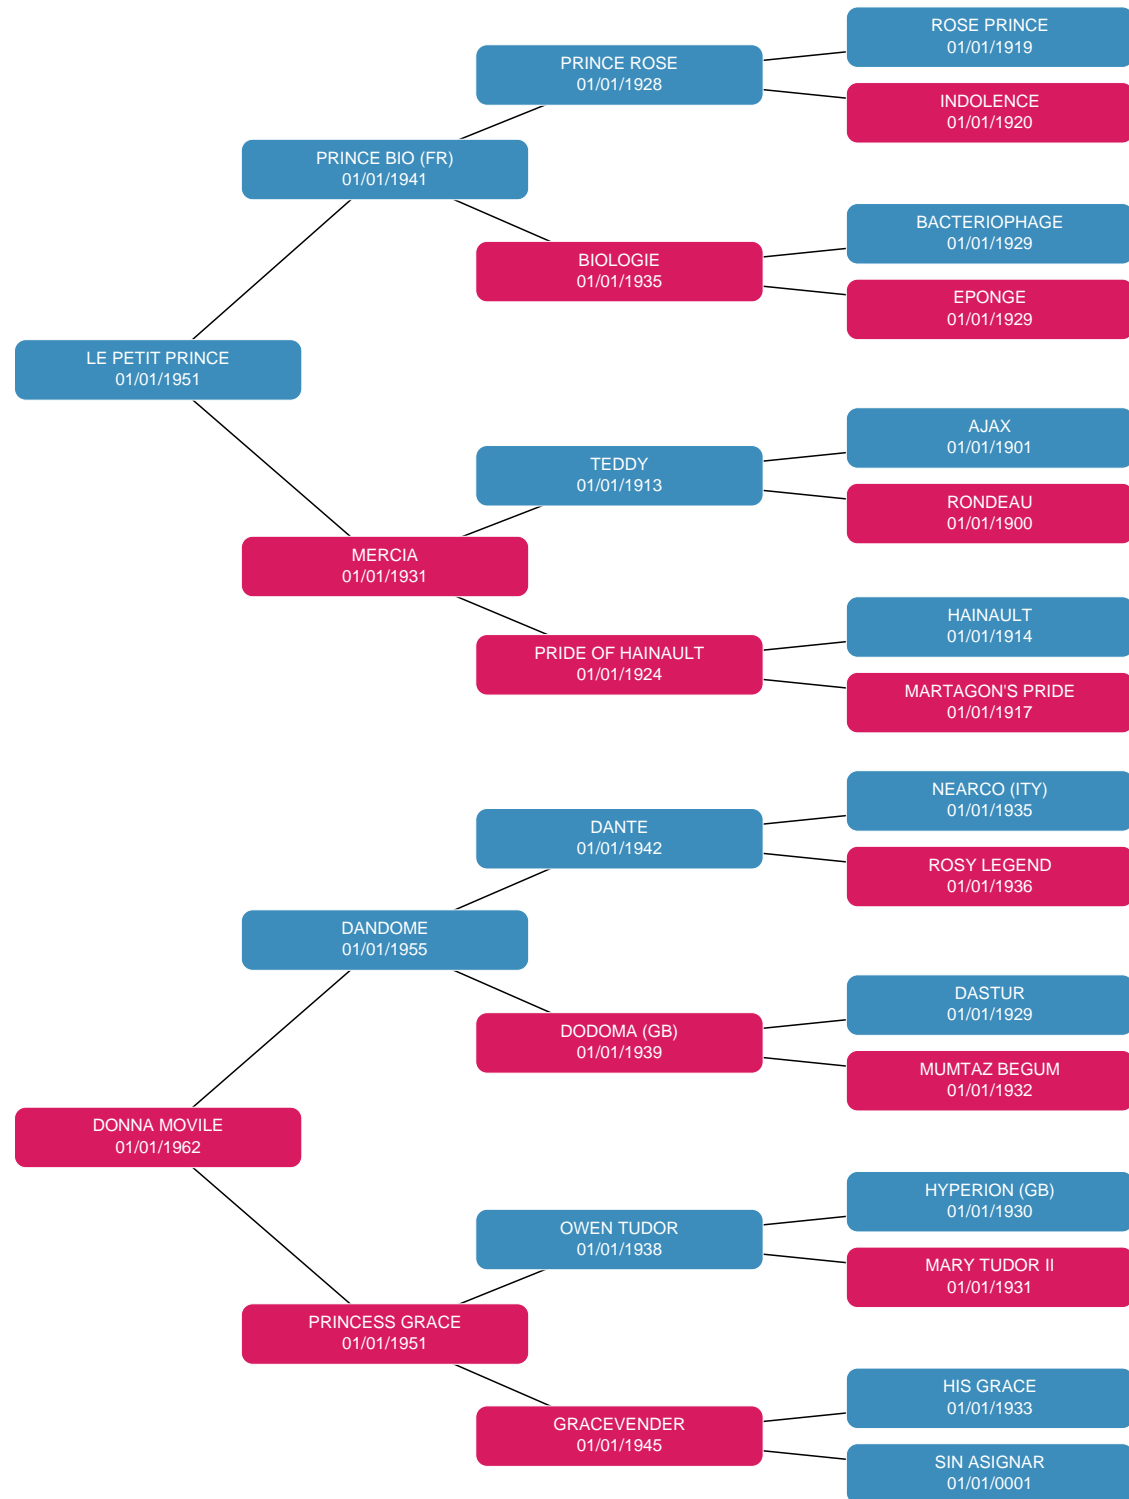 ROSE PRINCE
01/01/1919
PRINCE ROSE
01/01/1928
INDOLENCE
01/01/1920
PRINCE BIO (FR)
01/01/1941
BACTERIOPHAGE
01/01/1929
BIOLOGIE
01/01/1935
EPONGE
01/01/1929
LE PETIT PRINCE
01/01/1951
AJAX
01/01/1901
TEDDY
01/01/1913
RONDEAU
01/01/1900
MERCIA
01/01/1931
HAINAULT
01/01/1914
PRIDE OF HAINAULT
01/01/1924
MARTAGON'S PRIDE
01/01/1917
NEARCO (ITY)
01/01/1935
DANTE
01/01/1942
ROSY LEGEND
01/01/1936
DANDOME
01/01/1955
DASTUR
01/01/1929
DODOMA (GB)
01/01/1939
MUMTAZ BEGUM
01/01/1932
DONNA MOVILE
01/01/1962
HYPERION (GB)
01/01/1930
OWEN TUDOR
01/01/1938
MARY TUDOR II
01/01/1931
PRINCESS GRACE
01/01/1951
HIS GRACE
01/01/1933
GRACEVENDER
01/01/1945
SIN ASIGNAR
01/01/0001